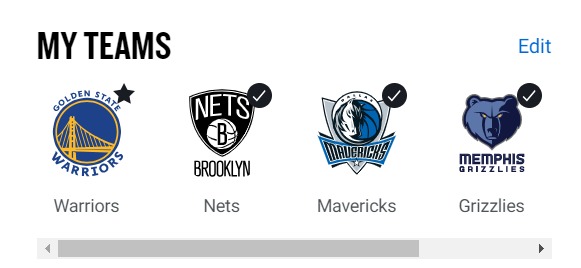 MY TEAMS
Edit
GOLDEN STATE
WARRIORS
NETS
B
BROOKLYN
DALLAS
MAVERICKS
MEMPHIS
GRIZZLIES
Warriors
Nets
Mavericks
Grizzlies